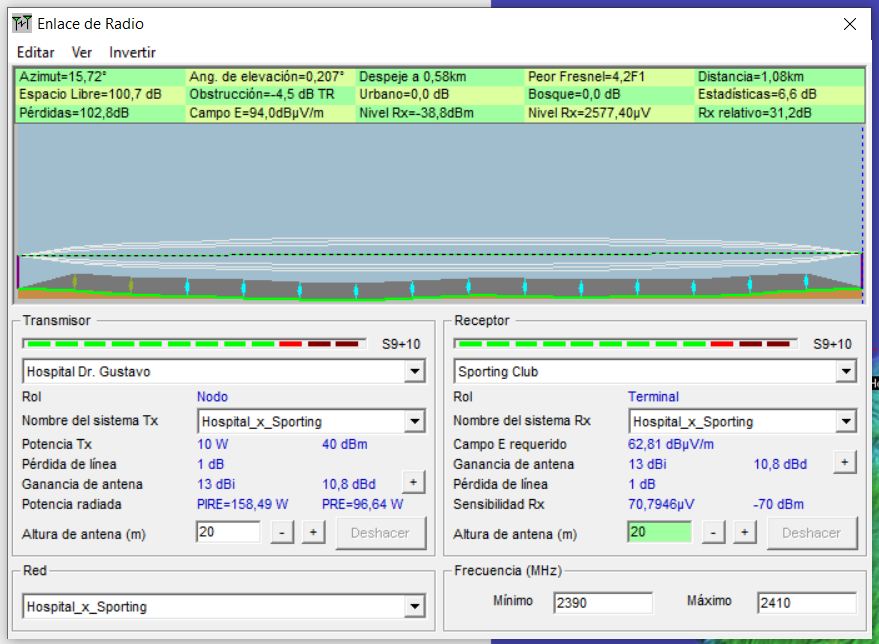 Enlace de Radio
Editar Ver Invertir
Azimut=15,72° Ang. de elevación=0,207° Despeje a 0,58km Peor Fresnel=4,2F1 Distancia=1,08km
Espacio Libre=100,7 dB Obstrucción=-4,5 dB TR Urbano=0,0 dB Bosque=0,0 dB Estadísticas=6,6 dB
Pérdidas=102,8dB Campo E=94,0dBµV/m Nivel Rx=-38,8dBm Nivel Rx=2577,40µV Rx relativo=31,2dB
Transmisor
S9+10
Hospital Dr. Gustavo
Rol Nodo
Nombre del sistema Tx Hospital_x_Sporting
Potencia Tx 10 W 40 dBm
Pérdida de línea 1 dB
Ganancia de antena 13 dBi 10,8 dBd +
Potencia radiada PIRE=158,49 W PRE=96,64 W
Altura de antena (m) 20 - + Deshacer
Receptor
S9+10
Sporting Club
Rol Terminal
Nombre del sistema Rx Hospital_x_Sporting
Campo E requerido 62,81 dBµV/m
Ganancia de antena 13 dBi 10,8 dBd +
Pérdida de línea 1 dB
Sensibilidad Rx 70,7946µV -70 dBm
Altura de antena (m) 20 - + Deshacer
Red
Hospital_x_Sporting
Frecuencia (MHz)
Mínimo 2390 Máximo 2410